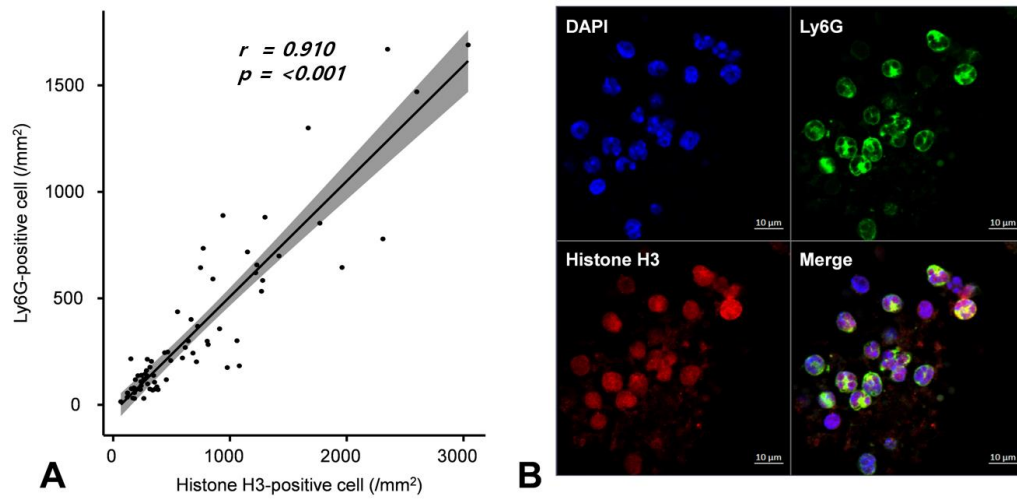 r = 0.910
p = <0.001
1500
1000
500
0
Ly6G-positive cell (/mm²)
0
1000
2000
3000
Histone H3-positive cell (/mm²)
A
DAPI
Ly6G
10 μm
10 μm
Histone H3
Merge
10 μm
10 μm
B